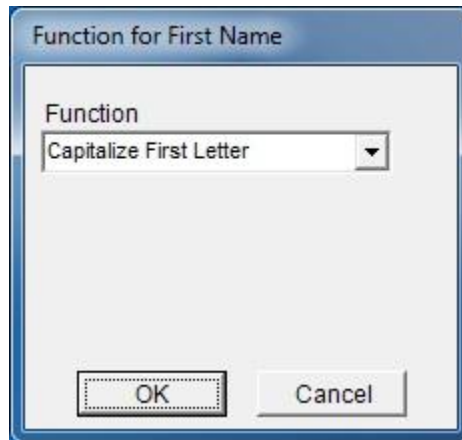 Function for First Name
Function
Capitalize First Letter
OK
Cancel